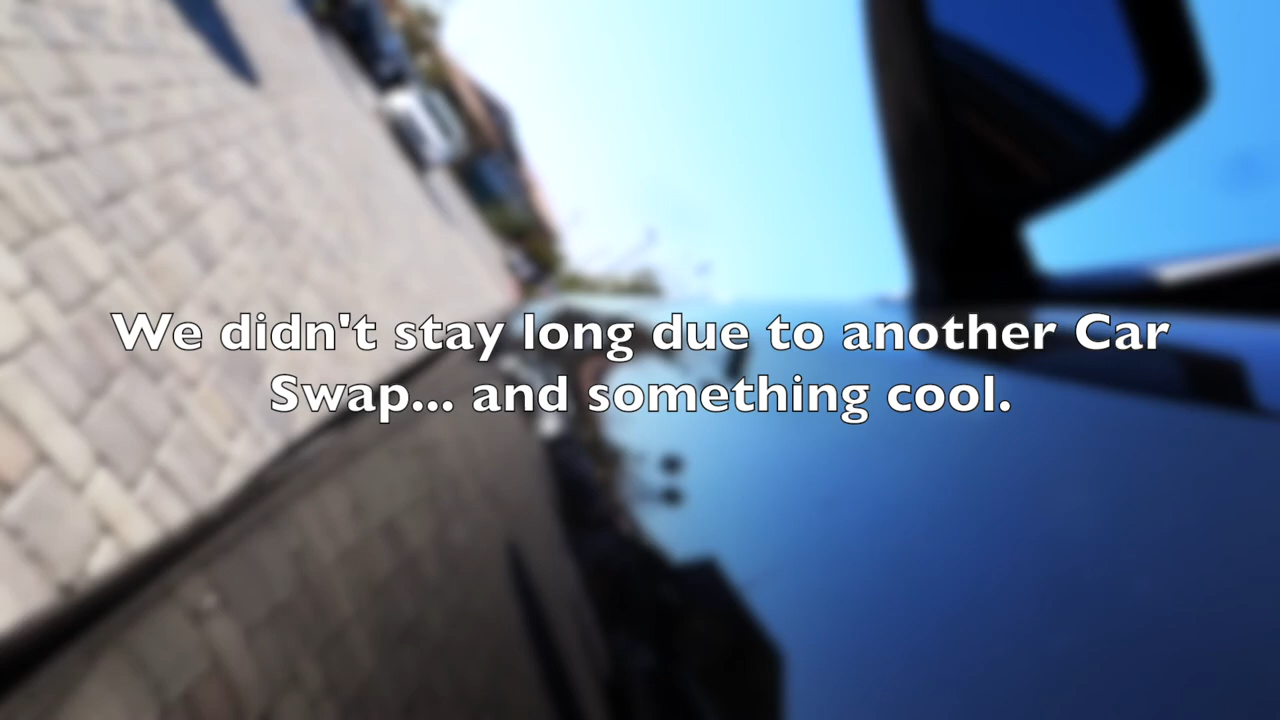 We didn't stay long due to another Car
Swap... and something cool.